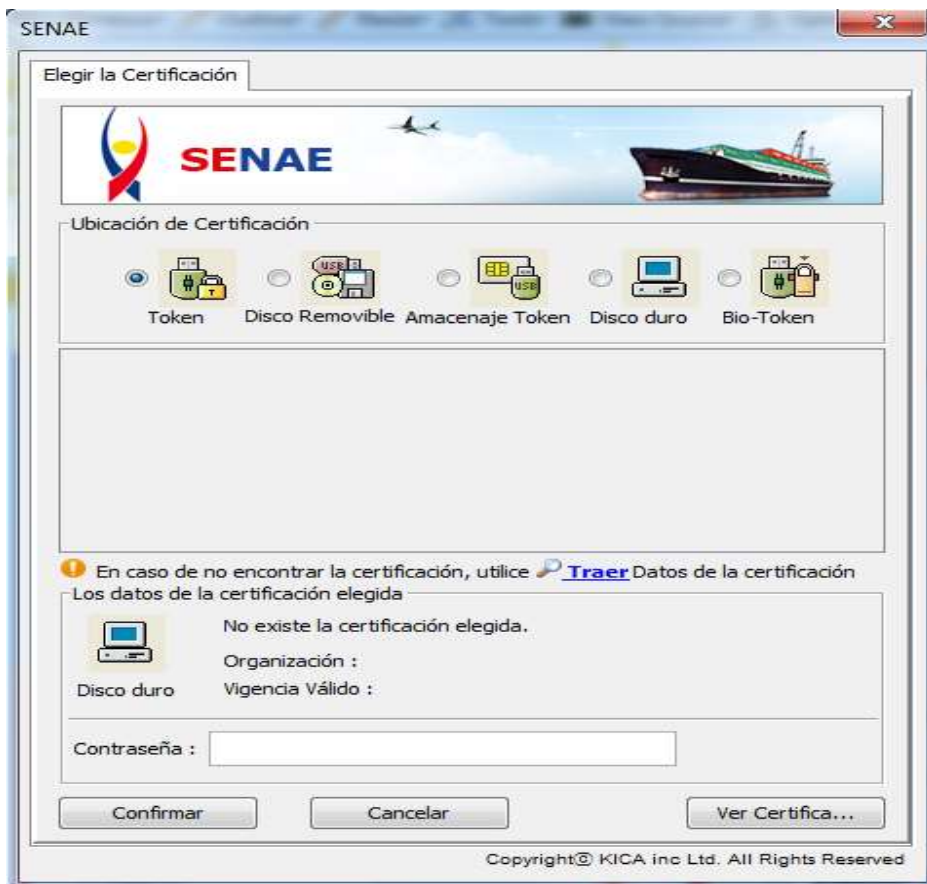 SENAE
Elegir la Certificación
SENAE
Ubicación de Certificación
USB
USB
Token Disco Removible Amacenaje Token Disco duro Bio-Token
En caso de no encontrar la certificación, utilice Traer Datos de la certificación
Los datos de la certificación elegida
No existe la certificación elegida.
Organización :
Disco duro Vigencia Válido :
Contraseña :
Confirmar Cancelar Ver Certifica...
Copyright© KICA inc Ltd. All Rights Reserved